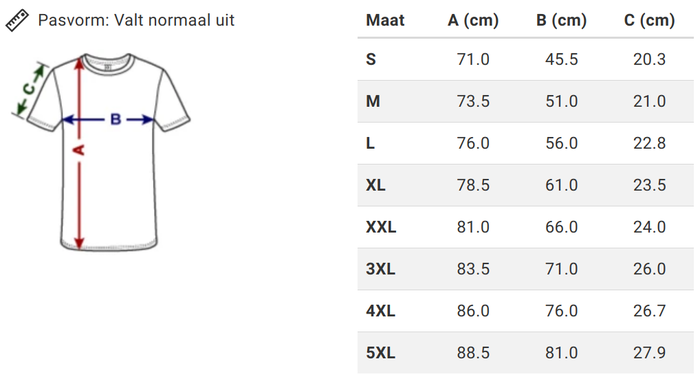 Pasvorm: Valt normaal uit
C
B
A
Maat A (cm) B (cm) C (cm)
S 71.0 45.5 20.3
M 73.5 51.0 21.0
L 76.0 56.0 22.8
XL 78.5 61.0 23.5
XXL 81.0 66.0 24.0
3XL 83.5 71.0 26.0
4XL 86.0 76.0 26.7
5XL 88.5 81.0 27.9